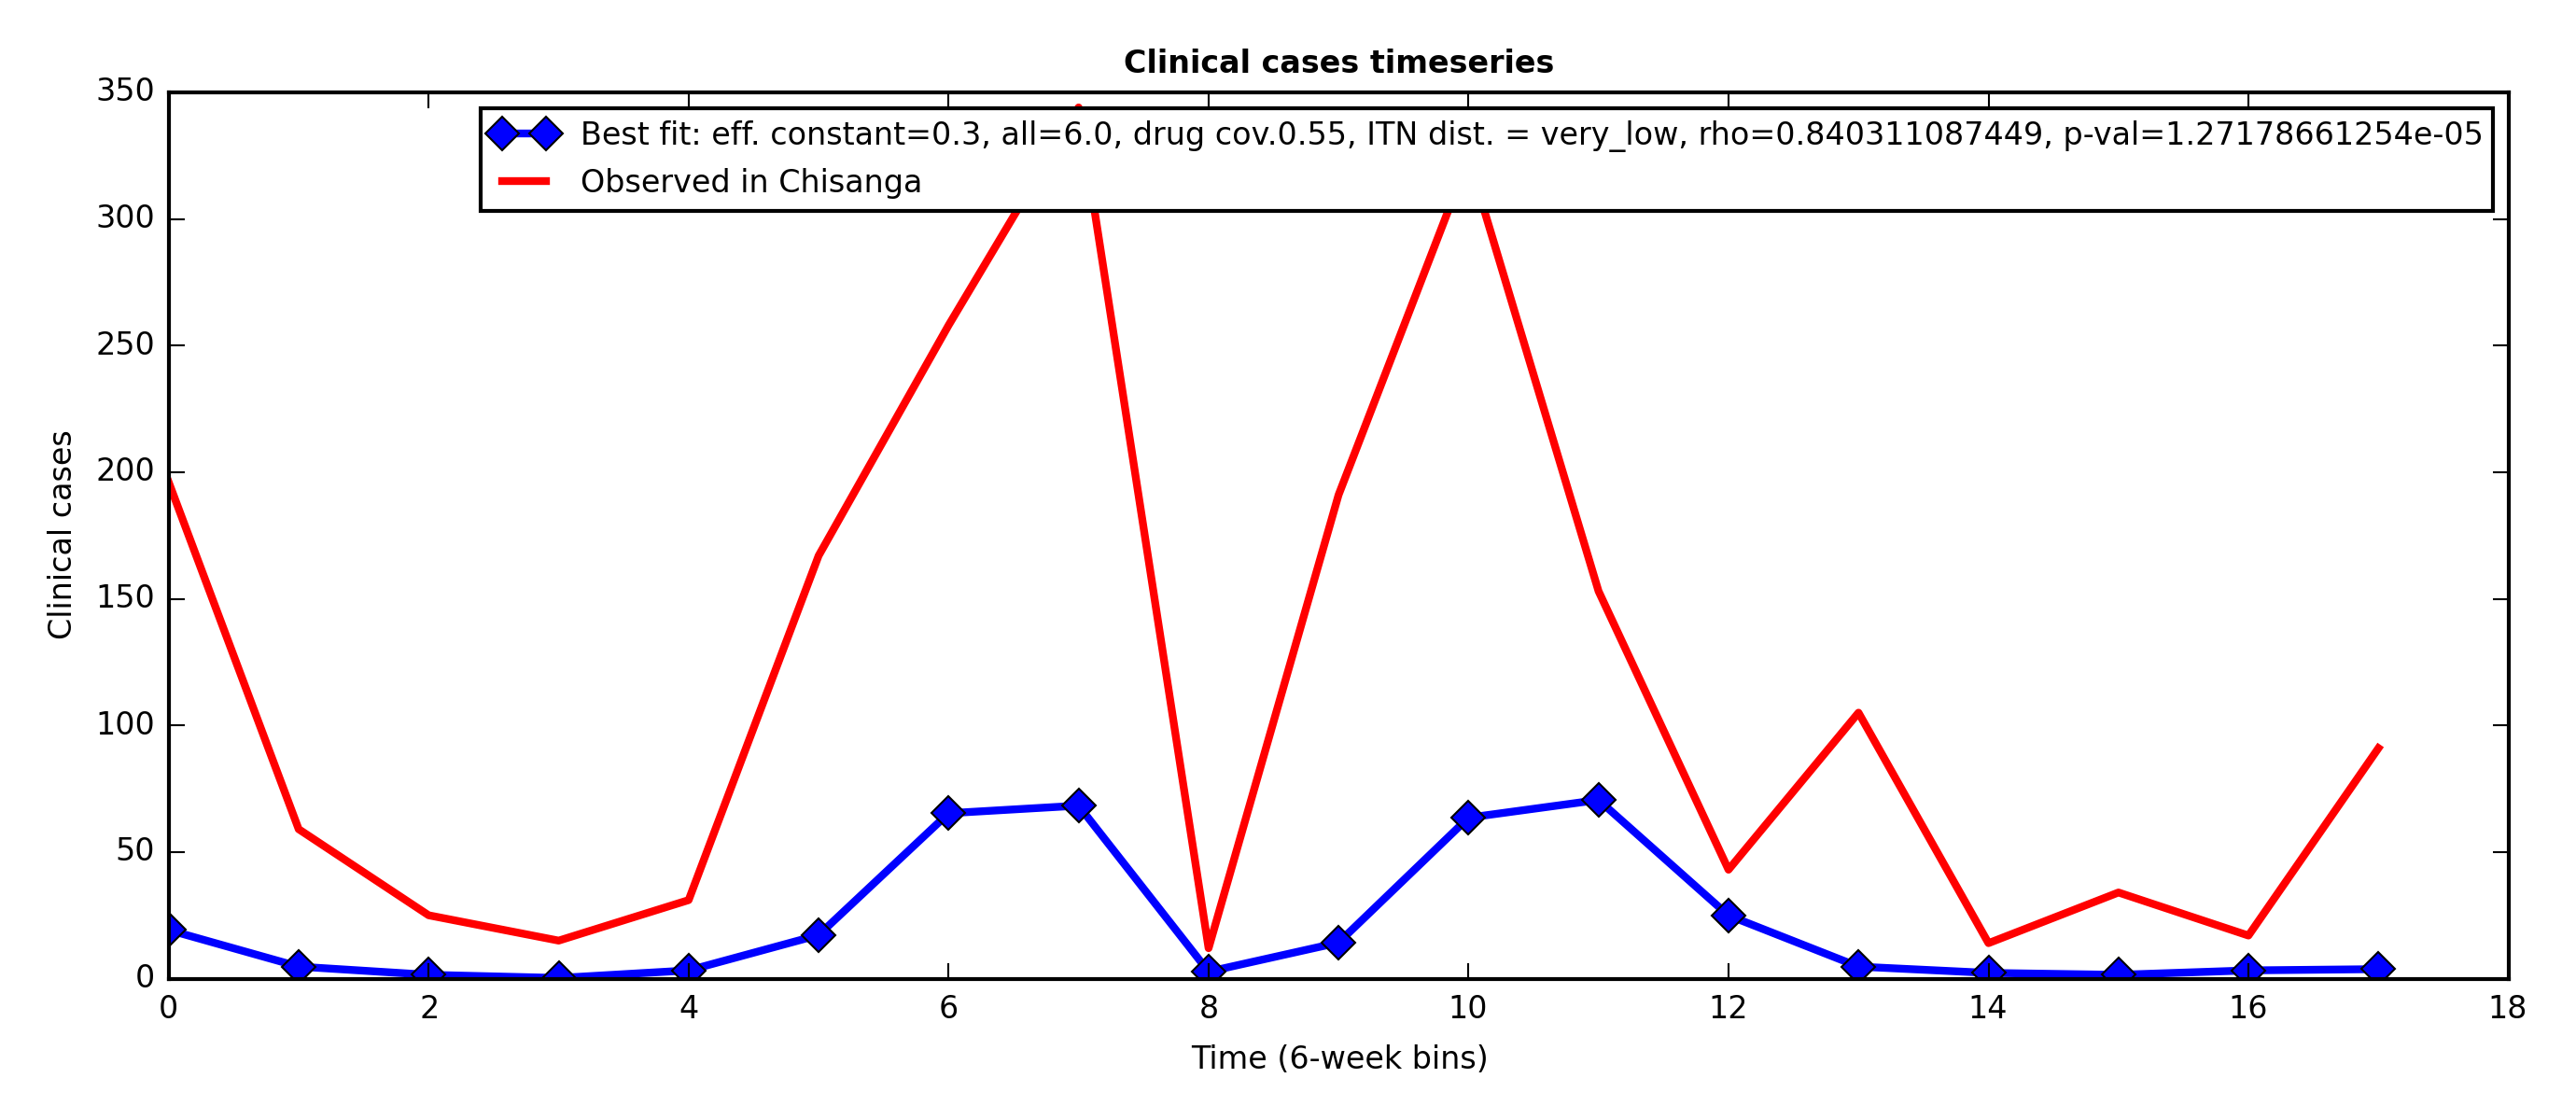 Clinical cases timeseries
350
300
250
200
150
100
50
0
Clinical cases
Best fit: eff. constant=0.3, all=6.0, drug cov.0.55, ITN dist. = very_low, rho=0.840311087449, p-val=1.27178661254e-05
Observed in Chisanga
0 2 4 6 8 10 12 14 16 18
Time (6-week bins)